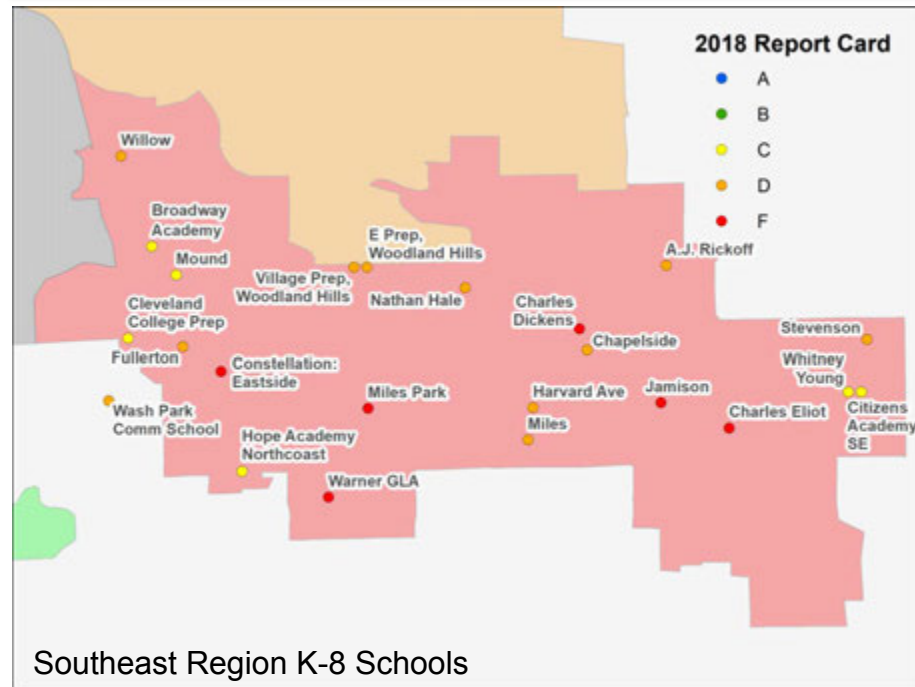 2018 Report Card
A
B
C
D
F
Willow
Broadway
Academy
Mound
E Prep,
Woodland Hills
Village Prep,
Woodland Hills
Nathan Hale
A.J. Rickoff
Cleveland
College Prep
Fullerton
Charles
Dickens
Chapelside
Stevenson
Constellation:
Eastside
Whitney
Young
Wash Park
Comm School
Miles Park
Harvard Ave
Jamison
Miles
Charles Eliot
Citizens
Academy
SE
Hope Academy
Northcoast
Warner GLA
Southeast Region K-8 Schools